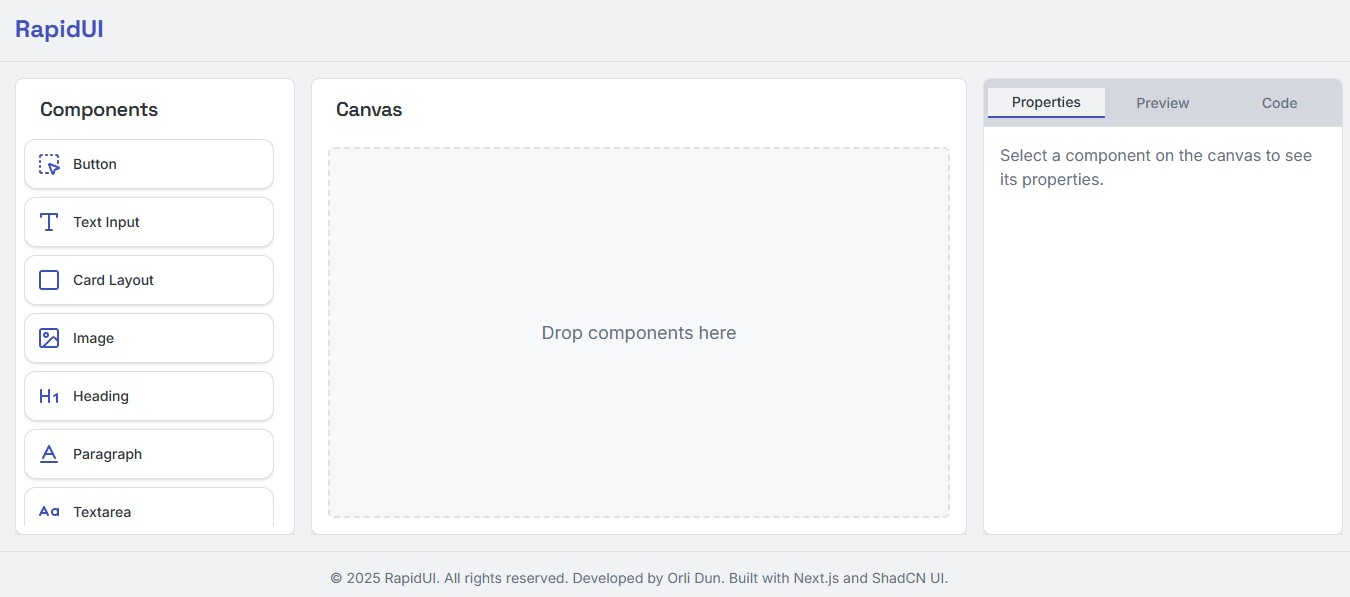 RapidUI
Components
Button
Text Input
Card Layout
Image
H1 Heading
A Paragraph
Aa Textarea
Canvas
Drop components here
Properties Preview Code
Select a component on the canvas to see
its properties.
© 2025 RapidUI. All rights reserved. Developed by Orli Dun. Built with Next.js and ShadCN UI.